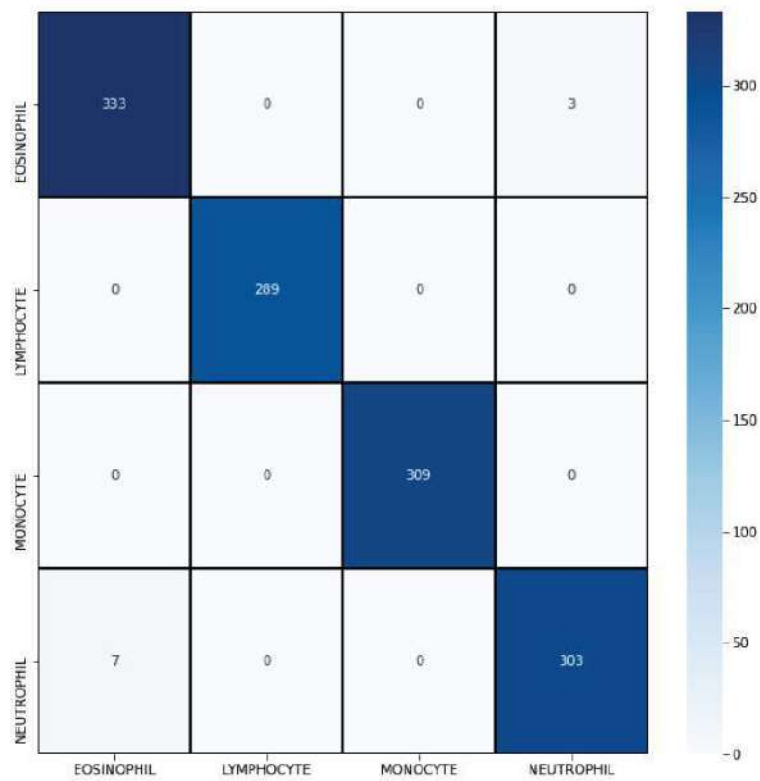 EOSINOPHIL
333 0 0 3
LYMPHOCYTE
0 289 0 0
MONOCYTE
0 0 309 0
NEUTROPHIL
7 0 0 303
EOSINOPHIL LYMPHOCYTE MONOCYTE NEUTROPHIL
300
250
200
150
100
50
0